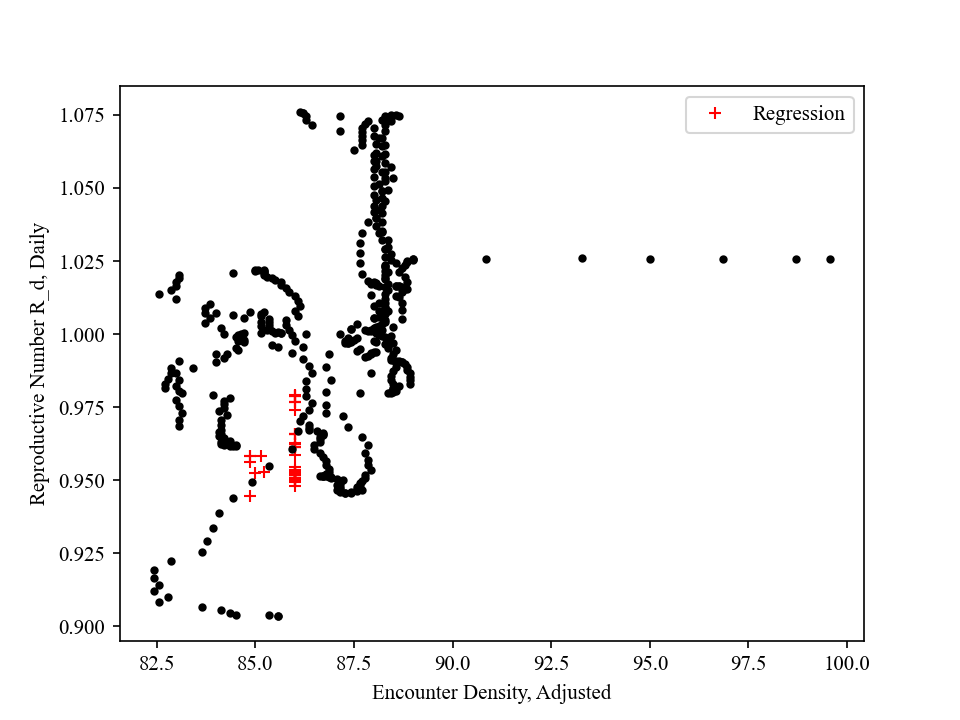 Regression
1.075
1.050
1.025
1.000
0.975
0.950
0.925
0.900
Reproductive Number R_d, Daily
82.5 85.0 87.5 90.0 92.5 95.0 97.5 100.0
Encounter Density, Adjusted